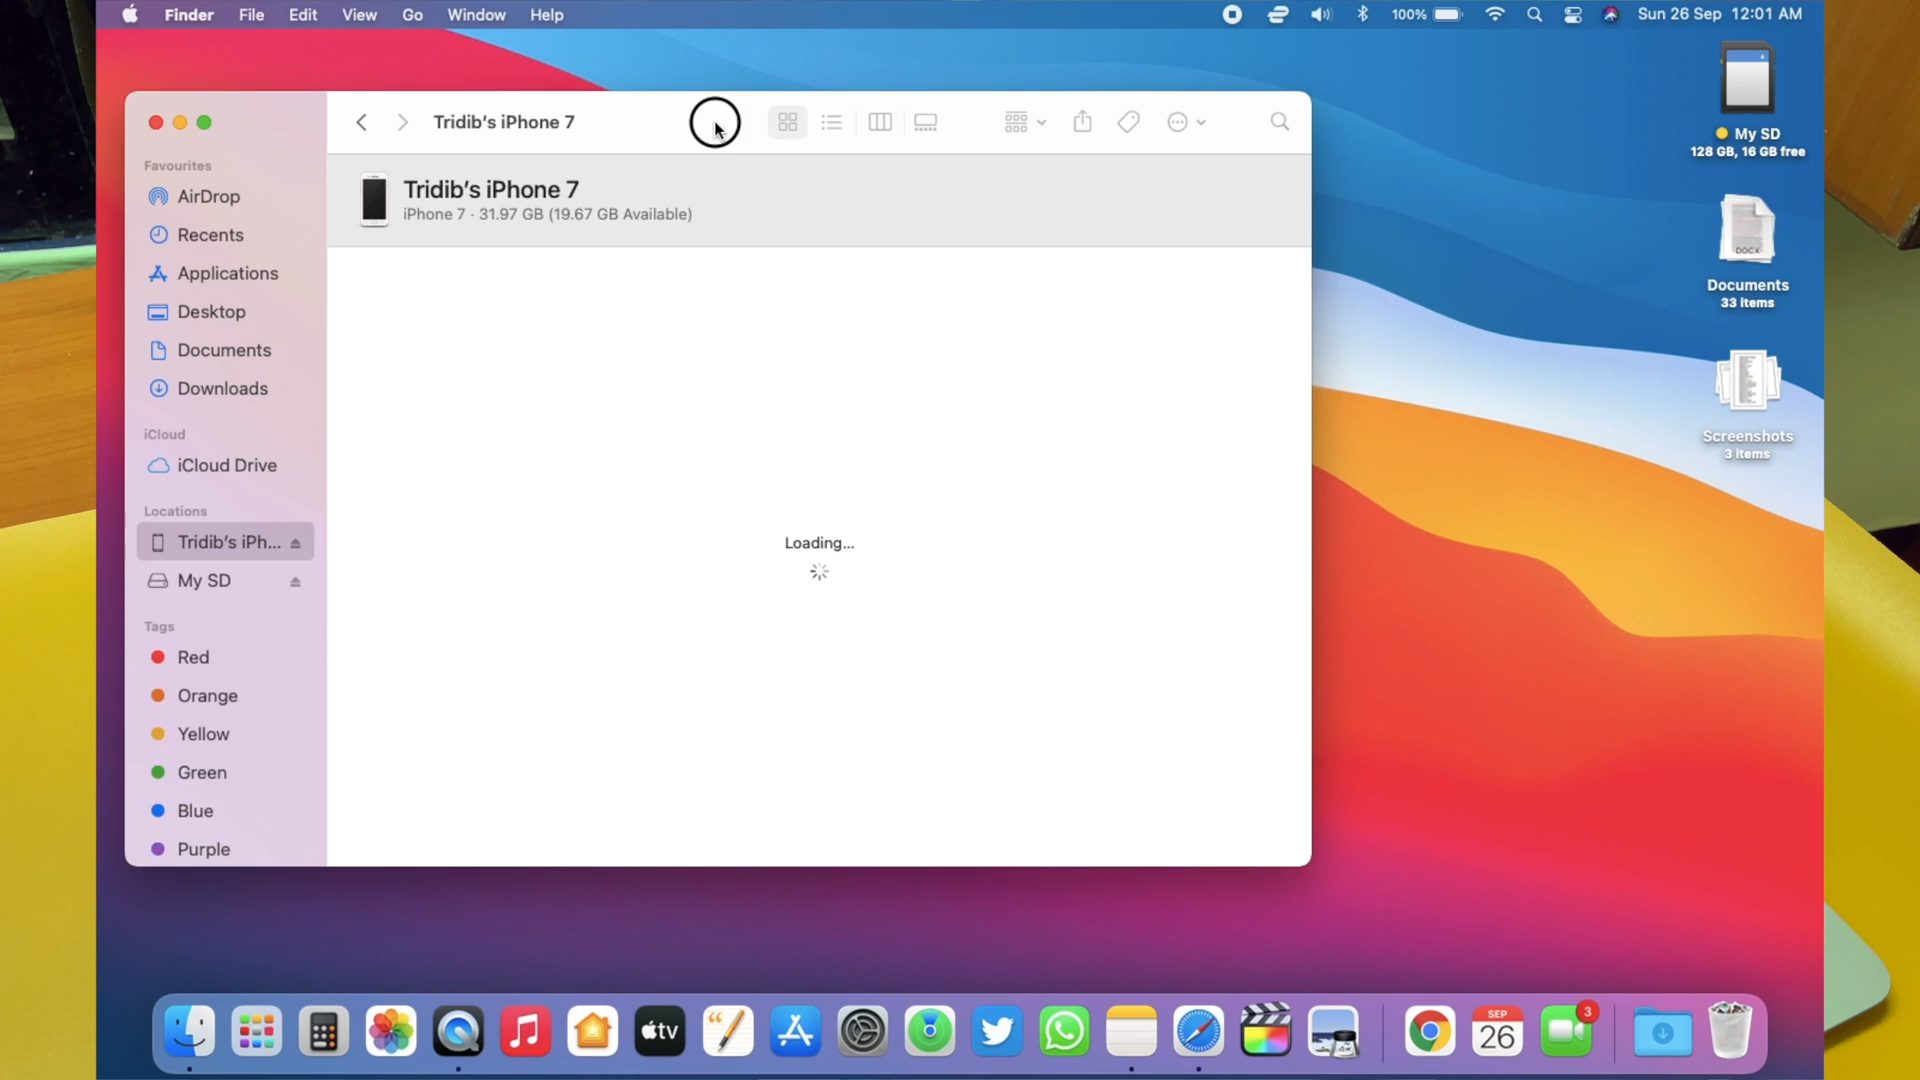 Finder File Edit View Go Window Help 100% Sun 26 Sep 12:01 AM
Tridib's iPhone 7
Tridib's iPhone 7
iPhone 7 · 31.97 GB (19.67 GB Available)
Loading...
Favourites
AirDrop
Recents
Applications
Desktop
Documents
Downloads
iCloud
iCloud Drive
Locations
Tridib's iPh...
My SD
Tags
Red
Orange
Yellow
Green
Blue
Purple
My SD
128 GB, 16 GB free
DOCX
Documents
33 items
Screenshots
3 items
tv
SEP
26
3